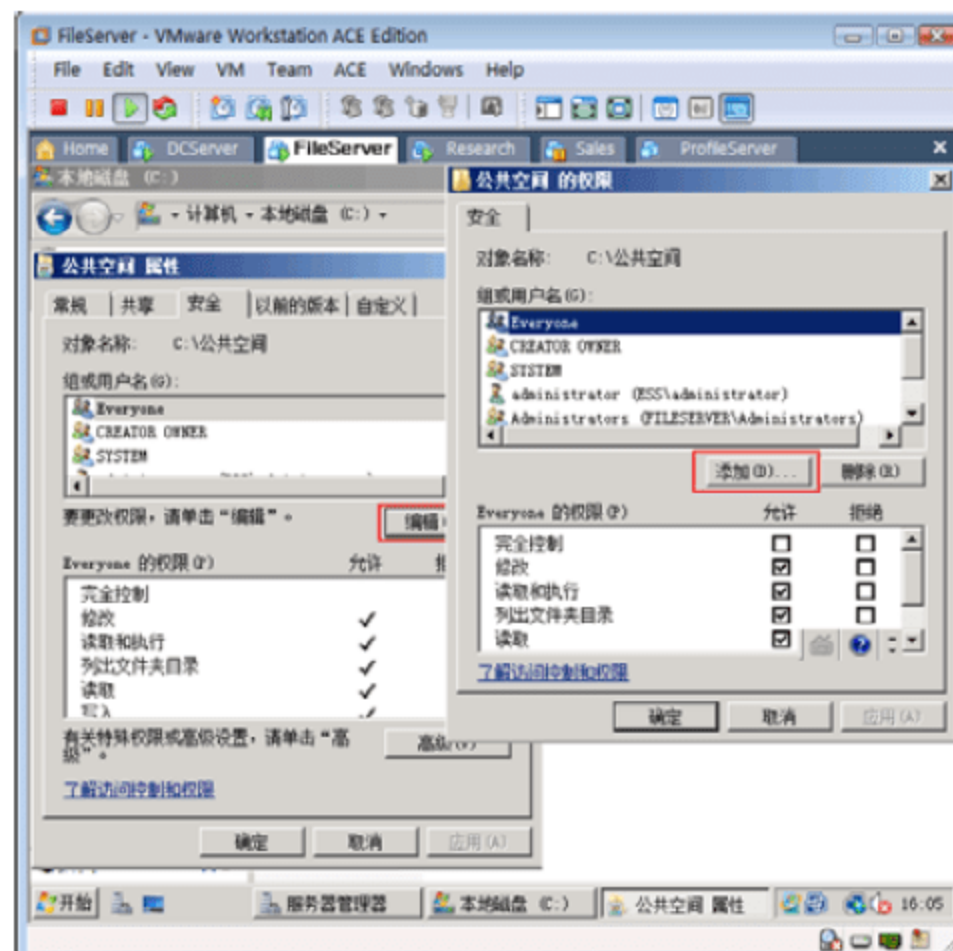 FileServer - VMware Workstation ACE Edition
File Edit View VM Team ACE Windows Help
Home DCServer FileServer Research Sales ProfileServer
本地磁盘 (C:)
计算机 本地磁盘 (C:)
公共空间 属性
常规 共享 安全 以前的版本 自定义
对象名称: C:\公共空间
组或用户名(G):
Everyone
CREATOR OWNER
SYSTEM
要更改权限，请单击“编辑”。
编辑
Everyone 的权限(P) 允许
完全控制
修改
读取和执行
列出文件夹目录
读取
写入
有关特殊权限或高级设置，请单击“高级”。
高级(V)
了解访问控制和权限
确定 取消 应用(A)
公共空间 的权限
安全
对象名称: C:\公共空间
组或用户名(G):
Everyone
CREATOR OWNER
SYSTEM
administrator (ESS\administrator)
Administrators (FILESERVER\Administrators)
添加(D)... 删除(R)
Everyone 的权限(P) 允许 拒绝
完全控制
修改
读取和执行
列出文件夹目录
读取
了解访问控制和权限
确定 取消 应用(A)
开始 服务器管理器 本地磁盘 (C:) 公共空间 属性 16:05